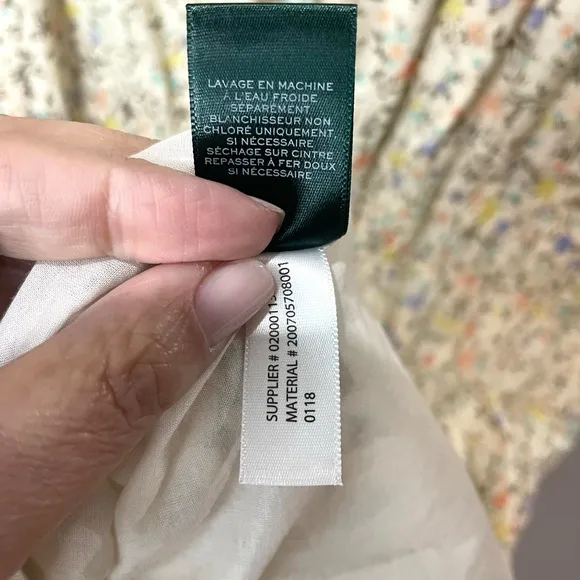 LAVAGE EN MACHINE
À L'EAU FROIDE
SÉPARÉMENT
BLANCHISSEUR NON
CHLORÉ UNIQUEMENT
SI NÉCESSAIRE
SÉCHAGE SUR CINTRE
REPASSER À FER DOUX
SI NÉCESSAIRE
SUPPLIER #
MATERIAL # 200705708001
0118